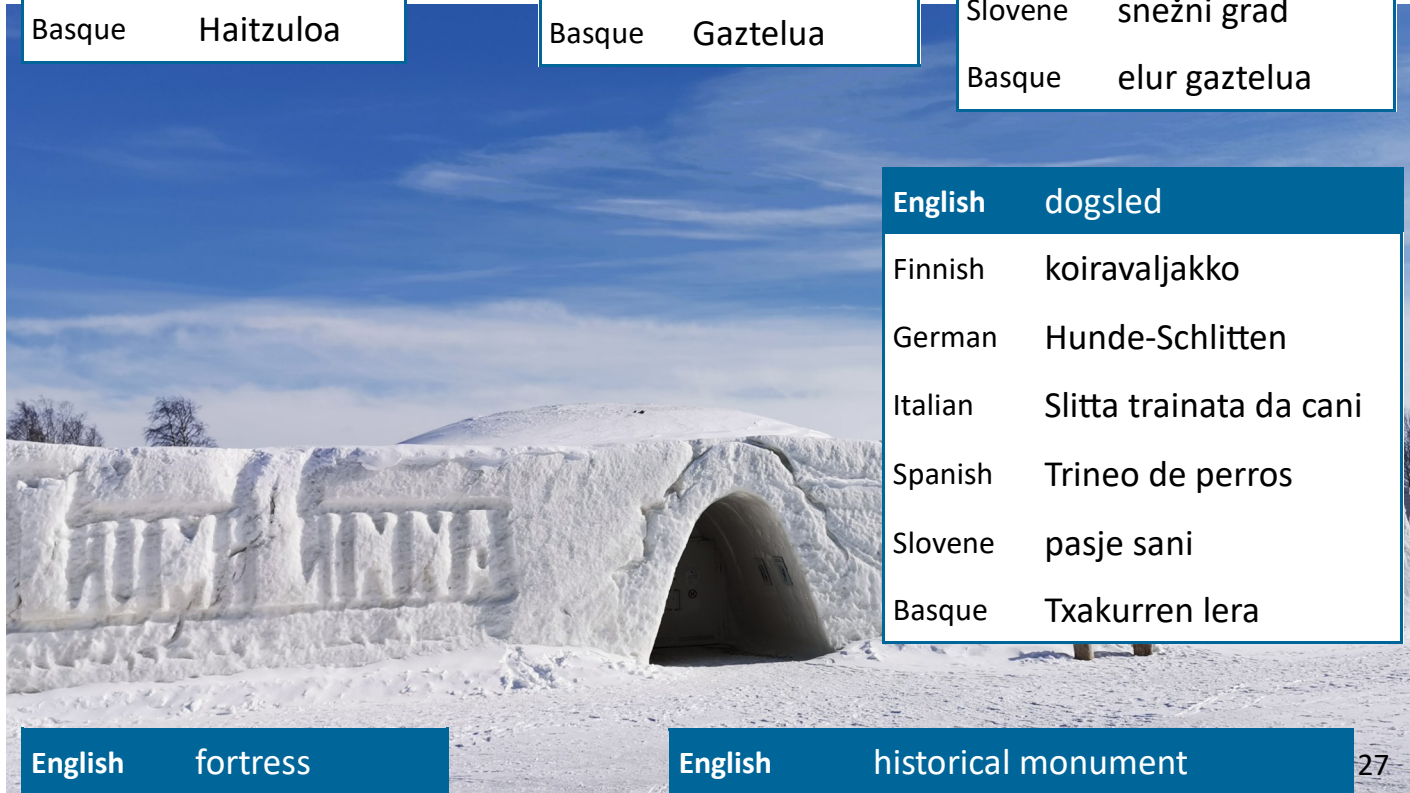 Basque Haitzuloa
Basque Gaztelua
Slovene snežni grad
Basque elur gaztelua
English dogsled
Finnish koiravaljakko
German Hunde-Schlitten
Italian Slitta trainata da cani
Spanish Trineo de perros
Slovene pasje sani
Basque Txakurren lera
English fortress
English historical monument
27